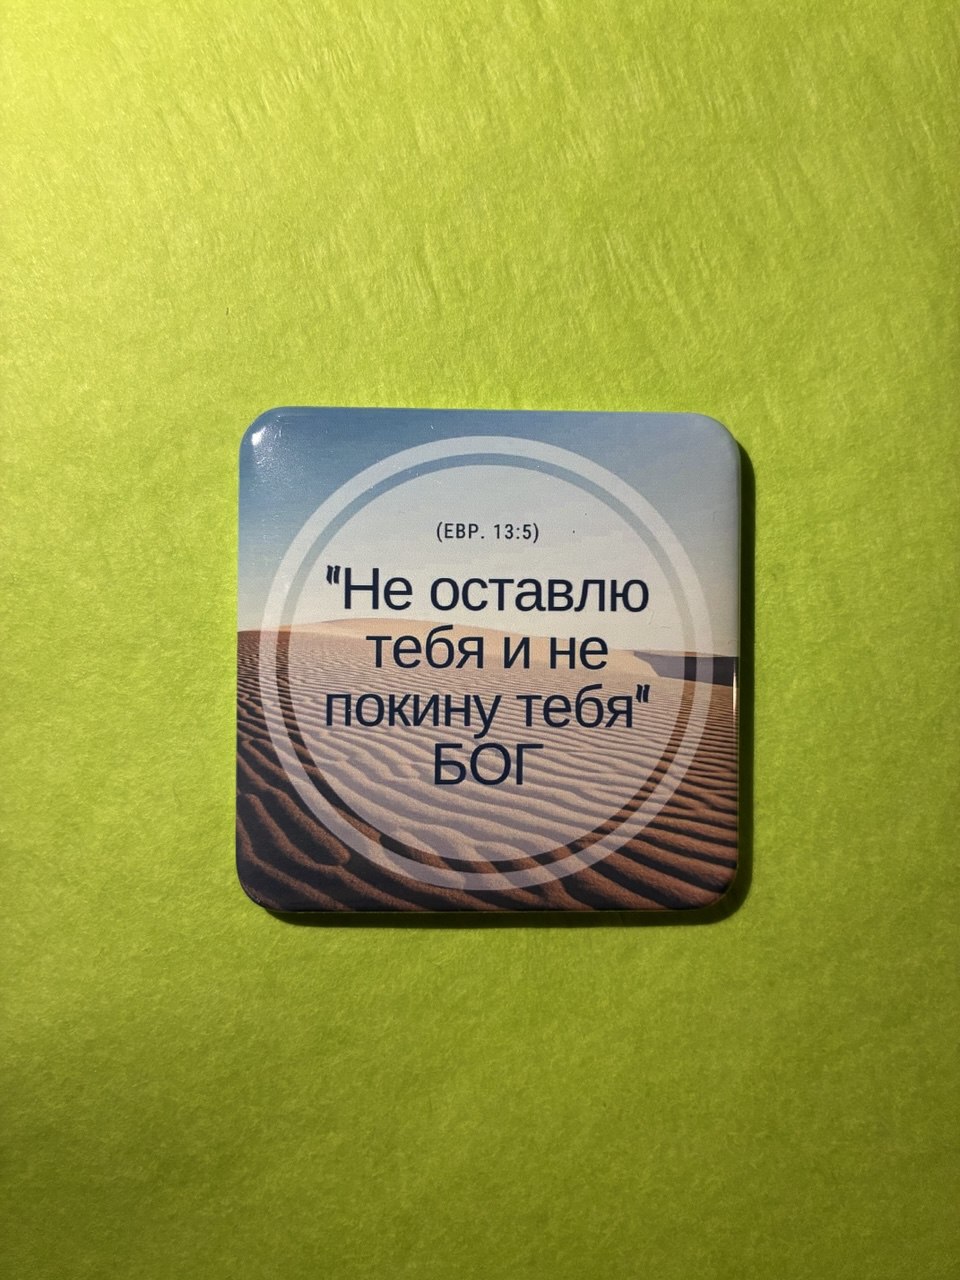 (ЕВР. 13:5)
"Не оставлю
тебя и не
покину тебя"
БОГ